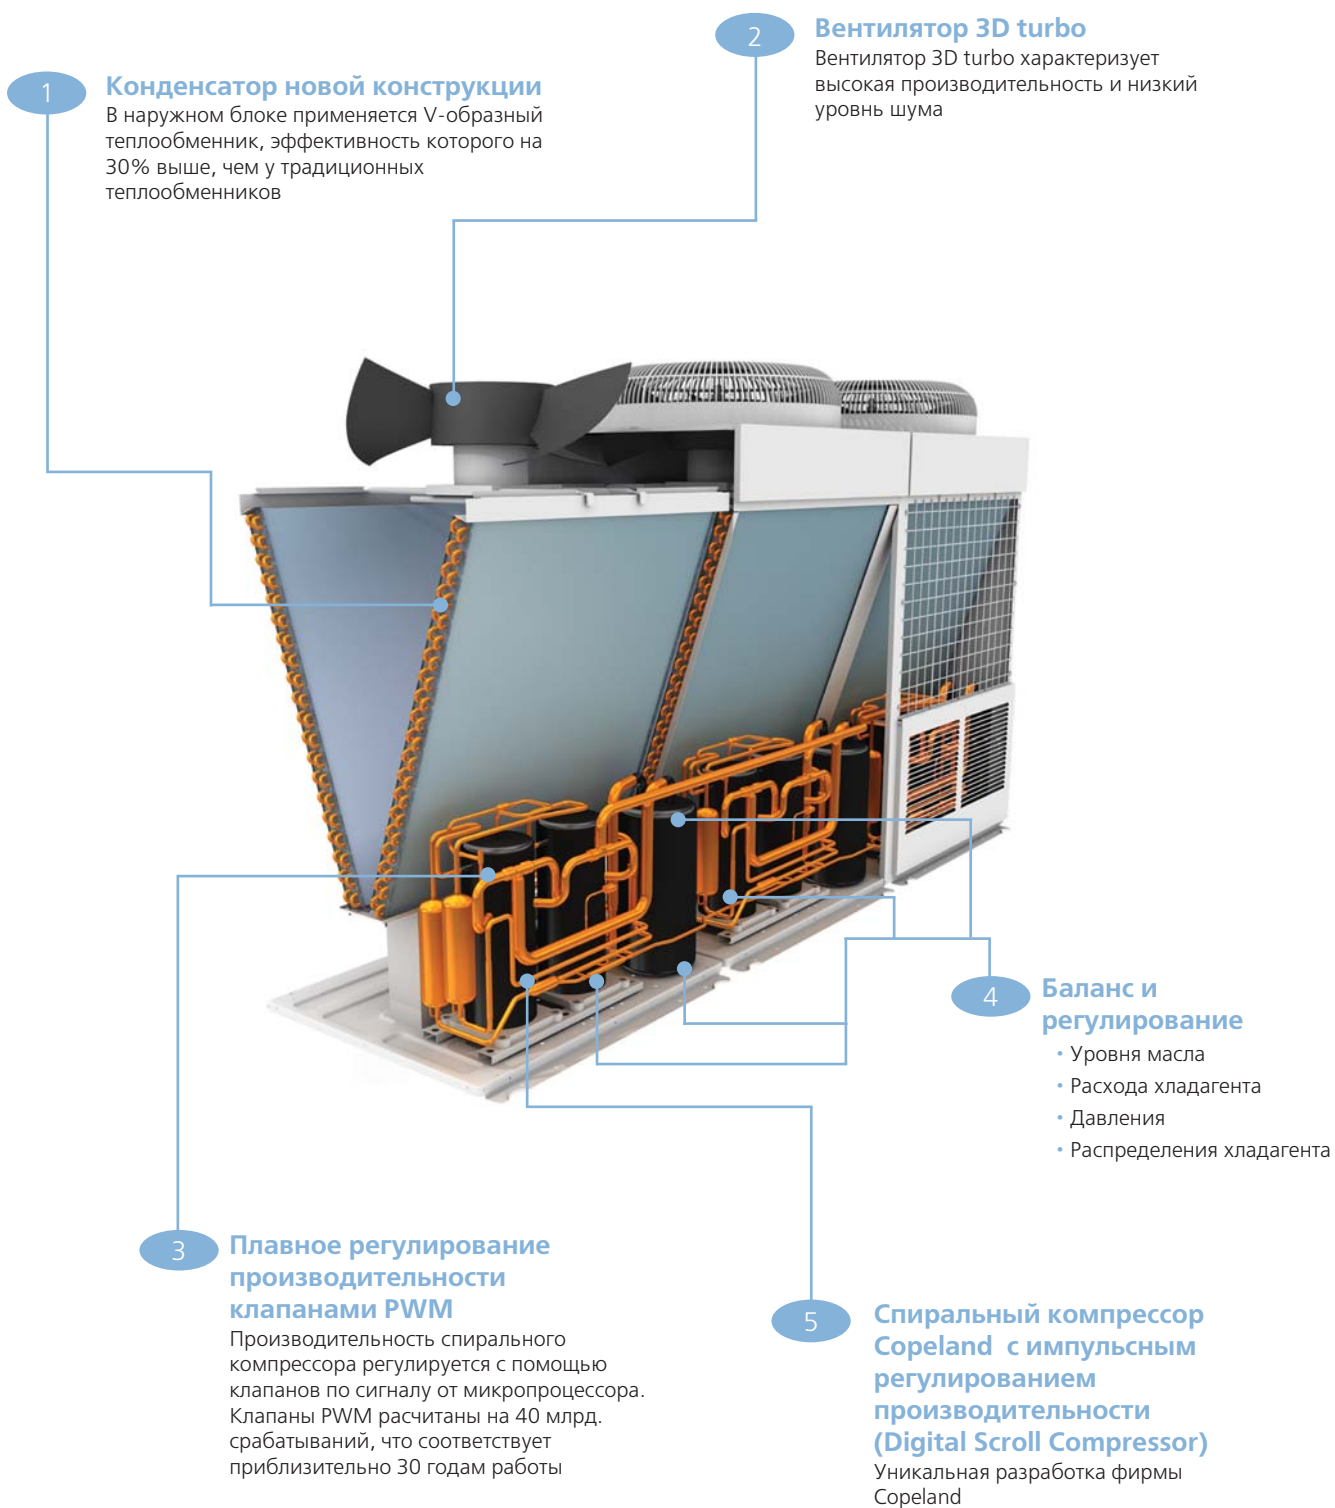 1
Конденсатор новой конструкции
В наружном блоке применяется V-образный
теплообменник, эффективность которого на
30% выше, чем у традиционных
теплообменников
2
Вентилятор 3D turbo
Вентилятор 3D turbo характеризует
высокая производительность и низкий
уровнь шума
4
Баланс и
регулирование
• Уровня масла
• Расхода хладагента
• Давления
• Распределения хладагента
3
Плавное регулирование
производительности
клапанами PWM
Производительность спирального
компрессора регулируется с помощью
клапанов по сигналу от микропроцессора.
Клапаны PWM расчитаны на 40 млрд.
срабатываний, что соответствует
приблизительно 30 годам работы
5
Спиральный компрессор
Copeland с импульсным
регулированием
производительности
(Digital Scroll Compressor)
Уникальная разработка фирмы
Copeland